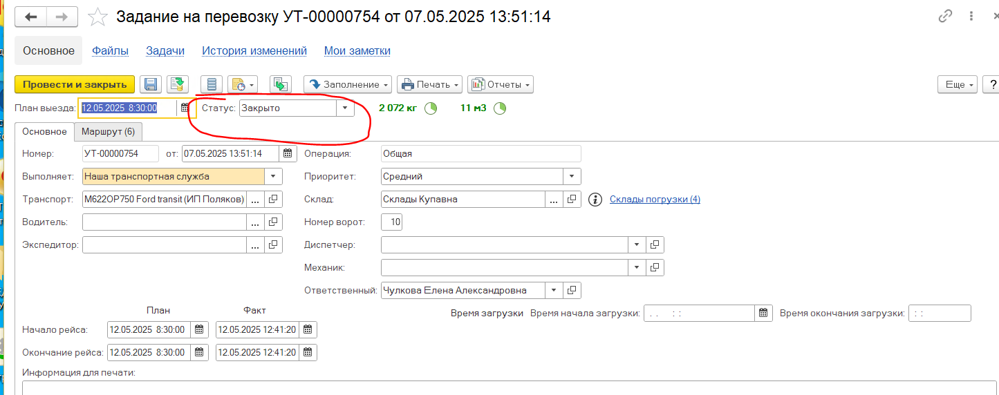 Задание на перевозку УТ-00000754 от 07.05.2025 13:51:14
Основное Файлы Задачи История изменений Мои заметки
Провести и закрыть Заполнение Печать Отчеты Еще ?
План выезда: 12.05.2025 8:30:00 Статус: Закрыто 2 072 кг 11 м3
Основное Маршрут (6)
Номер: УТ-00000754 от: 07.05.2025 13:51:14 Операция: Общая
Выполняет: Наша транспортная служба Приоритет: Средний
Транспорт: М622ОР750 Ford transit (ИП Поляков) ... Склад: Склады Купавна ... Склады погрузки (4)
Водитель: ... Номер ворот: 10
Экспедитор: ... Диспетчер:
Механик:
Ответственный: Чулкова Елена Александровна
План Факт Время загрузки Время начала загрузки: . . : : Время окончания загрузки: : :
Начало рейса: 12.05.2025 8:30:00 12.05.2025 12:41:20
Окончание рейса: 12.05.2025 8:30:00 12.05.2025 12:41:20
Информация для печати: